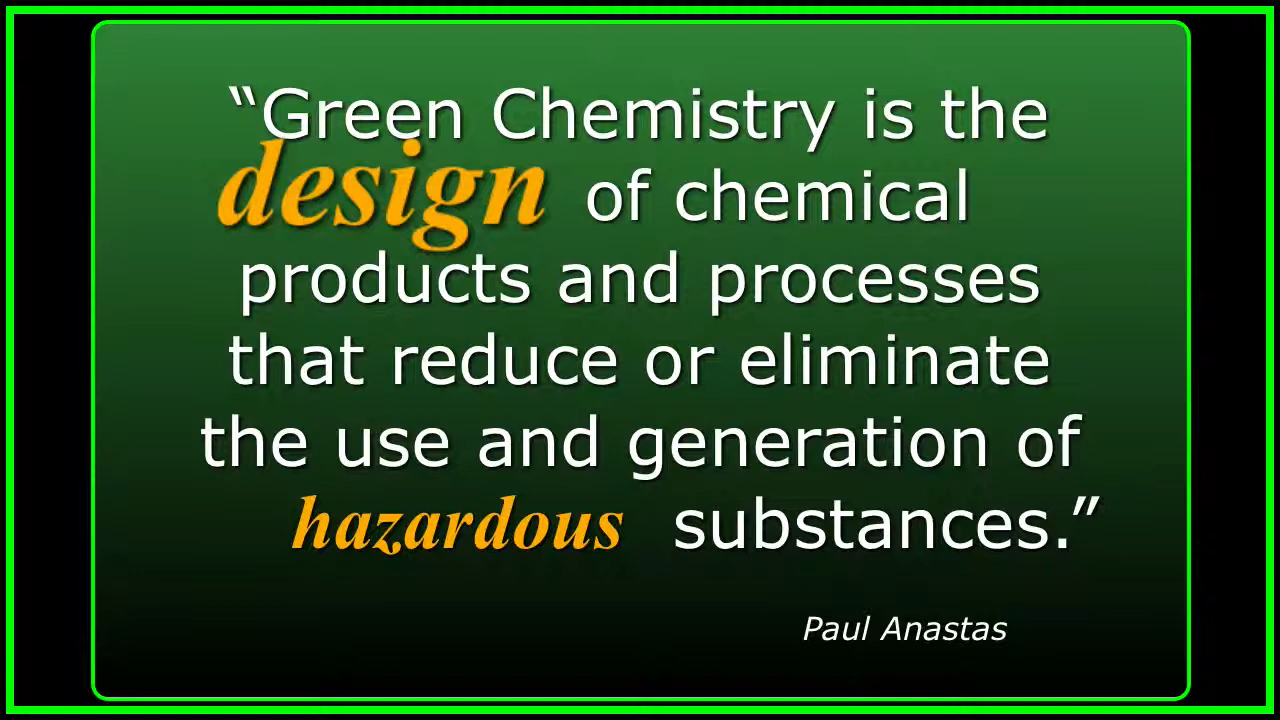 “Green Chemistry is the
design of chemical
products and processes
that reduce or eliminate
the use and generation of
hazardous substances.”
Paul Anastas